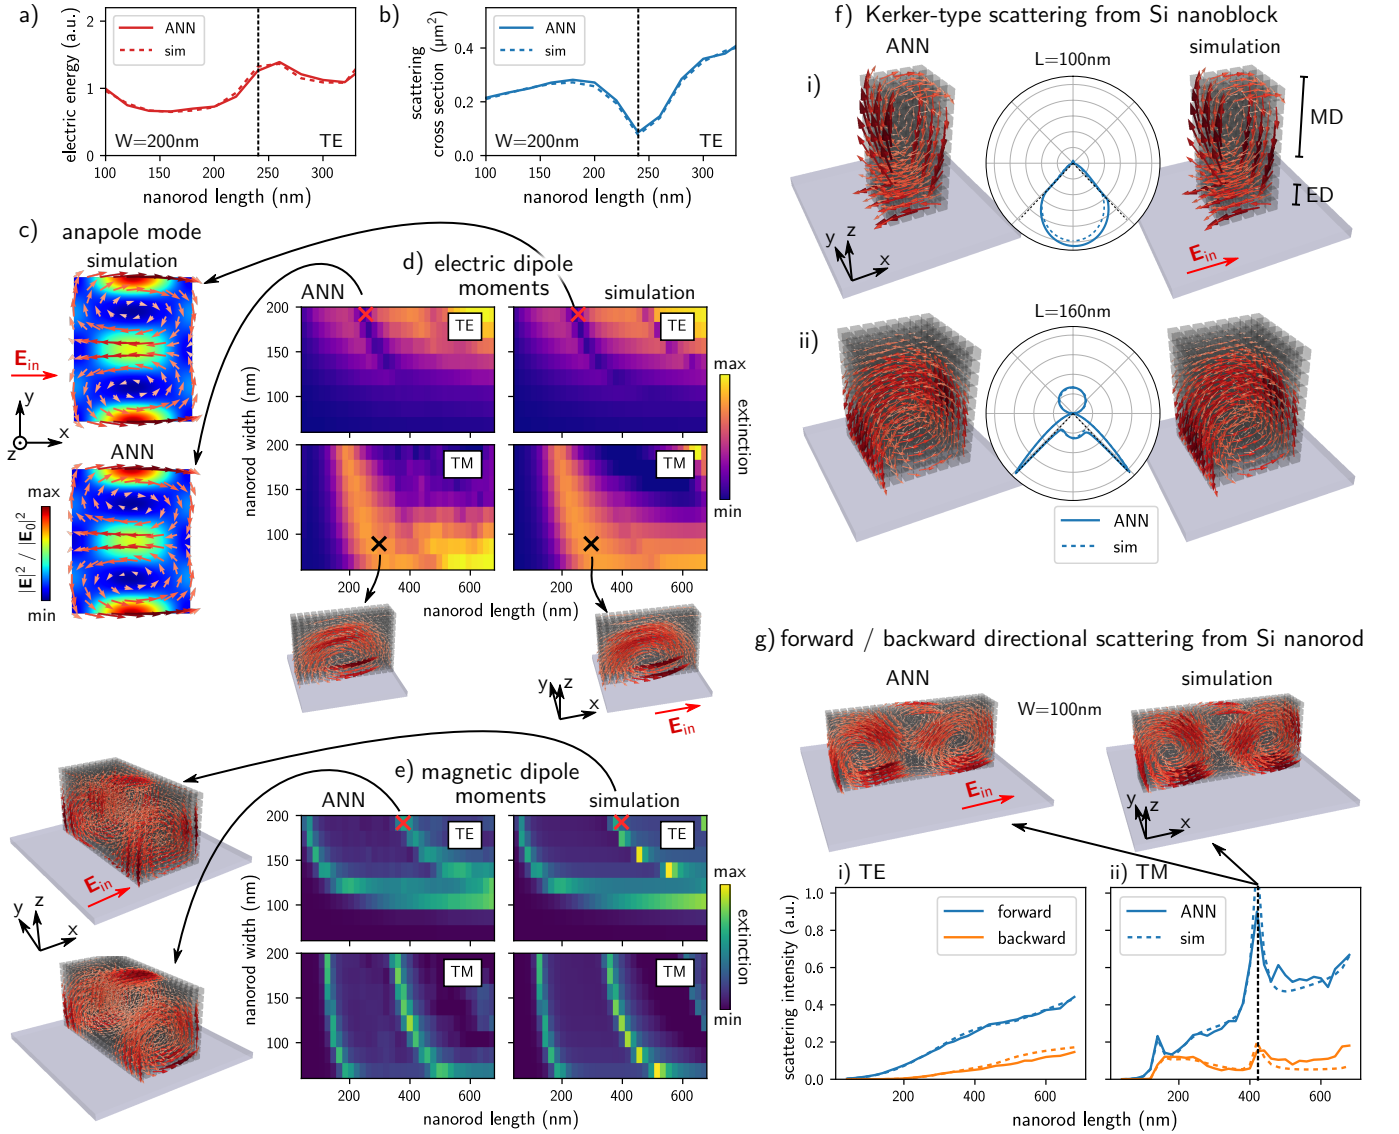 a)
2
1
0
electric energy (a.u.)
ANN
sim
W=200nm
TE
100
150
200
250
300
nanorod length (nm)
b)
0.4
0.2
0.0
scattering
cross section (μm²)
ANN
sim
W=200nm
TE
100
150
200
250
300
nanorod length (nm)
c)
anapole mode
simulation
E_in
y
x
z
ANN
max
|E|² / |E₀|²
min
d) electric dipole
moments
ANN
simulation
TE
TE
TM
TM
200
150
100
200
150
100
nanorod width (nm)
200
400
600
200
400
600
nanorod length (nm)
max
extinction
min
y
z
x
E_in
e) magnetic dipole
moments
ANN
simulation
TE
TE
TM
TM
200
150
100
200
150
100
nanorod width (nm)
200
400
600
200
400
600
nanorod length (nm)
max
extinction
min
E_in
y
z
x
f) Kerker-type scattering from Si nanoblock
ANN
simulation
i)
L=100nm
MD
ED
y
z
x
E_in
ii)
L=160nm
ANN
sim
g) forward / backward directional scattering from Si nanorod
ANN
simulation
W=100nm
E_in
y
z
x
i) TE
1.0
0.8
0.6
0.4
0.2
0.0
scattering intensity (a.u.)
forward
backward
200
400
600
ii) TM
ANN
sim
200
400
600
nanorod length (nm)